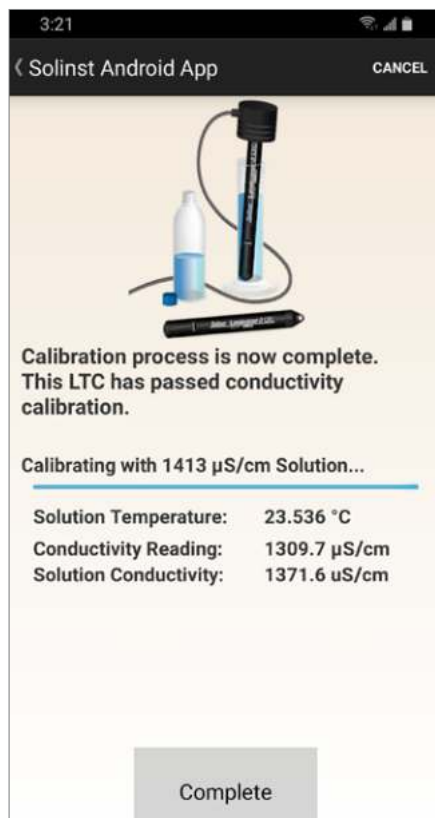 3:21
Solinst Android App CANCEL
Calibration process is now complete.
This LTC has passed conductivity
calibration.
Calibrating with 1413 µS/cm Solution...
Solution Temperature: 23.536 °C
Conductivity Reading: 1309.7 µS/cm
Solution Conductivity: 1371.6 uS/cm
Complete